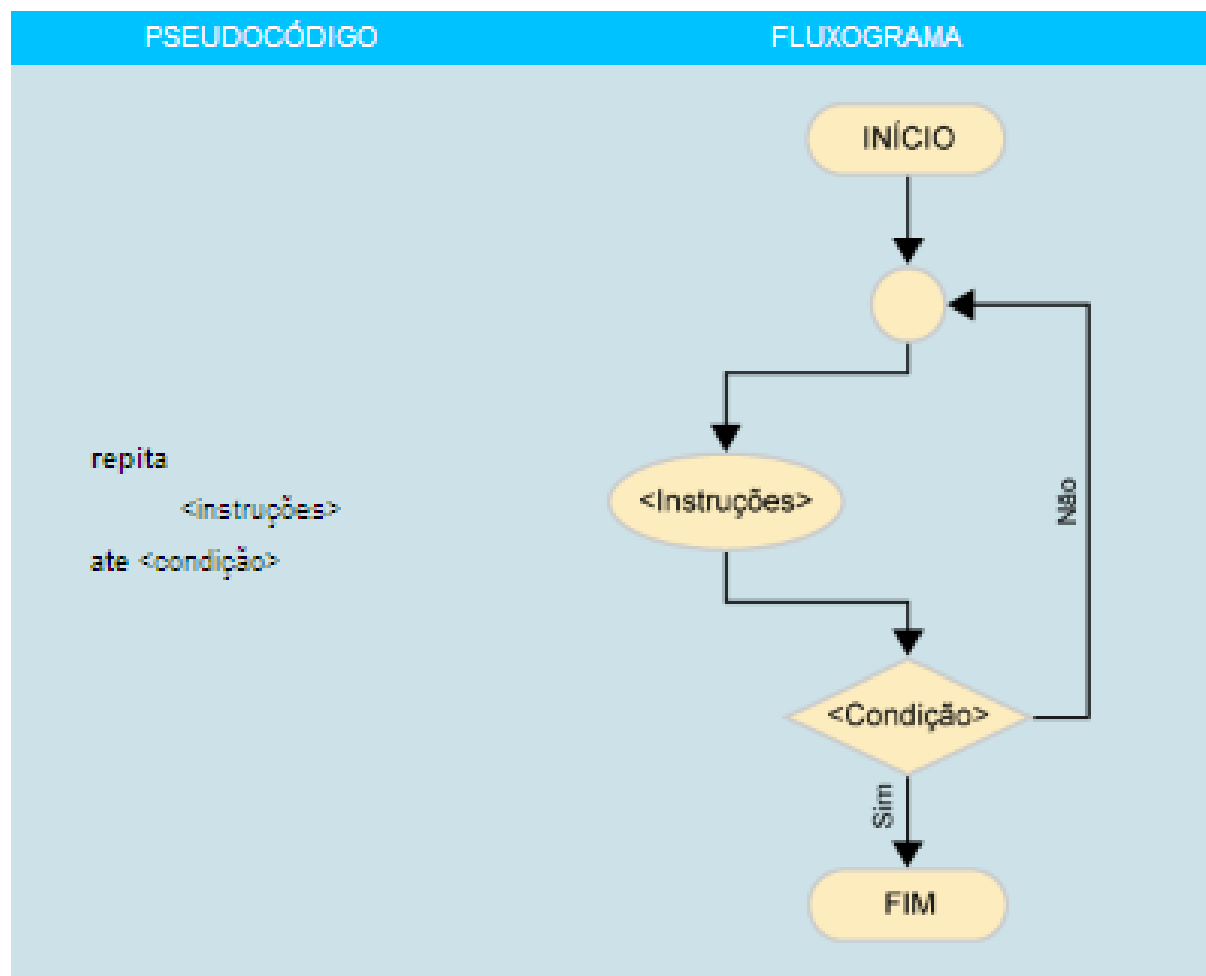 PSEUDOCÓDIGO
FLUXOGRAMA
repita
<instruções>
ate <condição>
INÍCIO
<Instruções>
Não
<Condição>
Sim
FIM